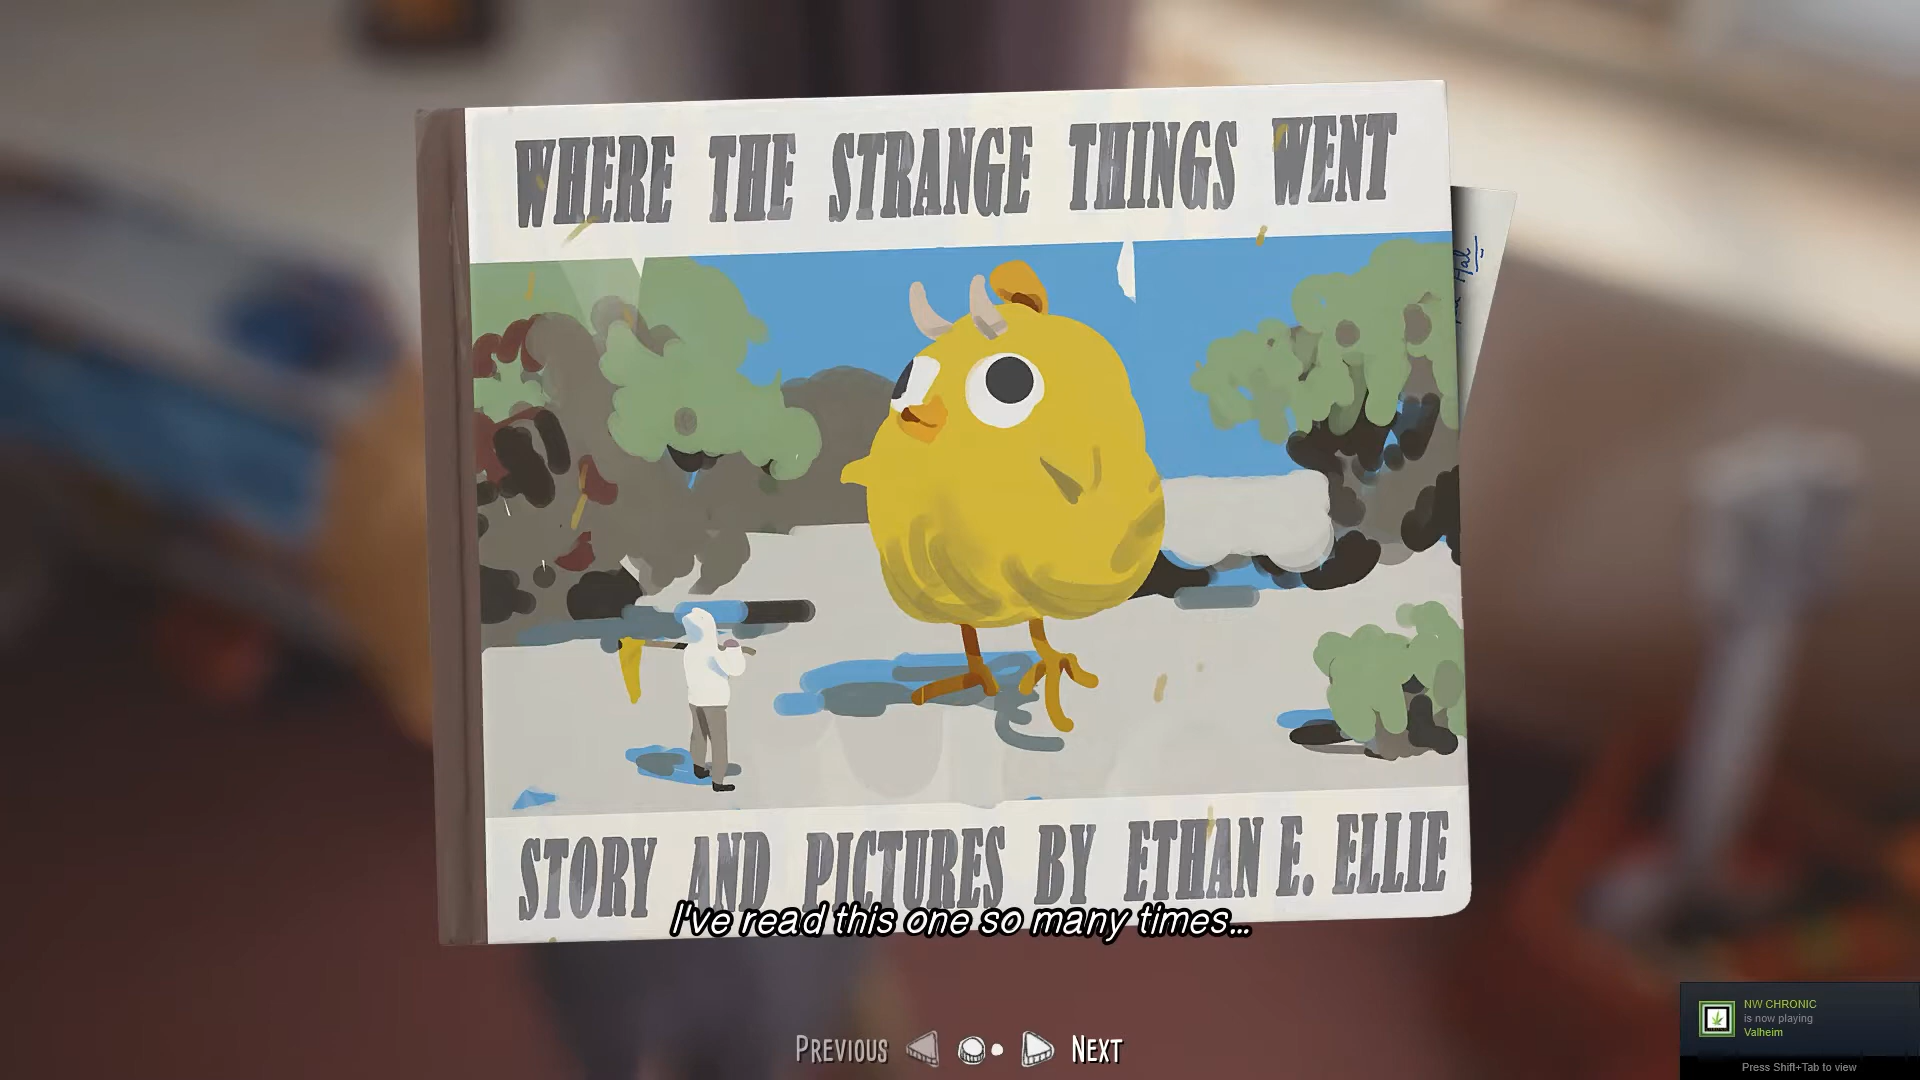 WHERE THE STRANGE THINGS WENT
Hal
STORY AND PICTURES BY ETHAN E. ELLIE
I've read this one so many times...
PREVIOUS NEXT
NW CHRONIC
is now playing
Valheim
Press Shift+Tab to view